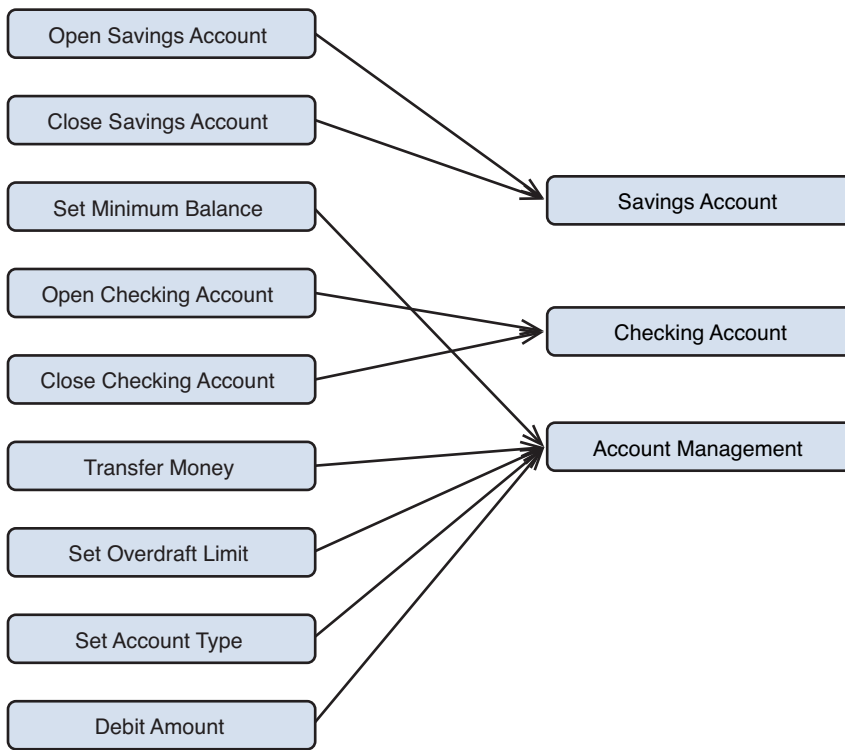 Open Savings Account
Close Savings Account
Set Minimum Balance
Open Checking Account
Close Checking Account
Transfer Money
Set Overdraft Limit
Set Account Type
Debit Amount
Savings Account
Checking Account
Account Management